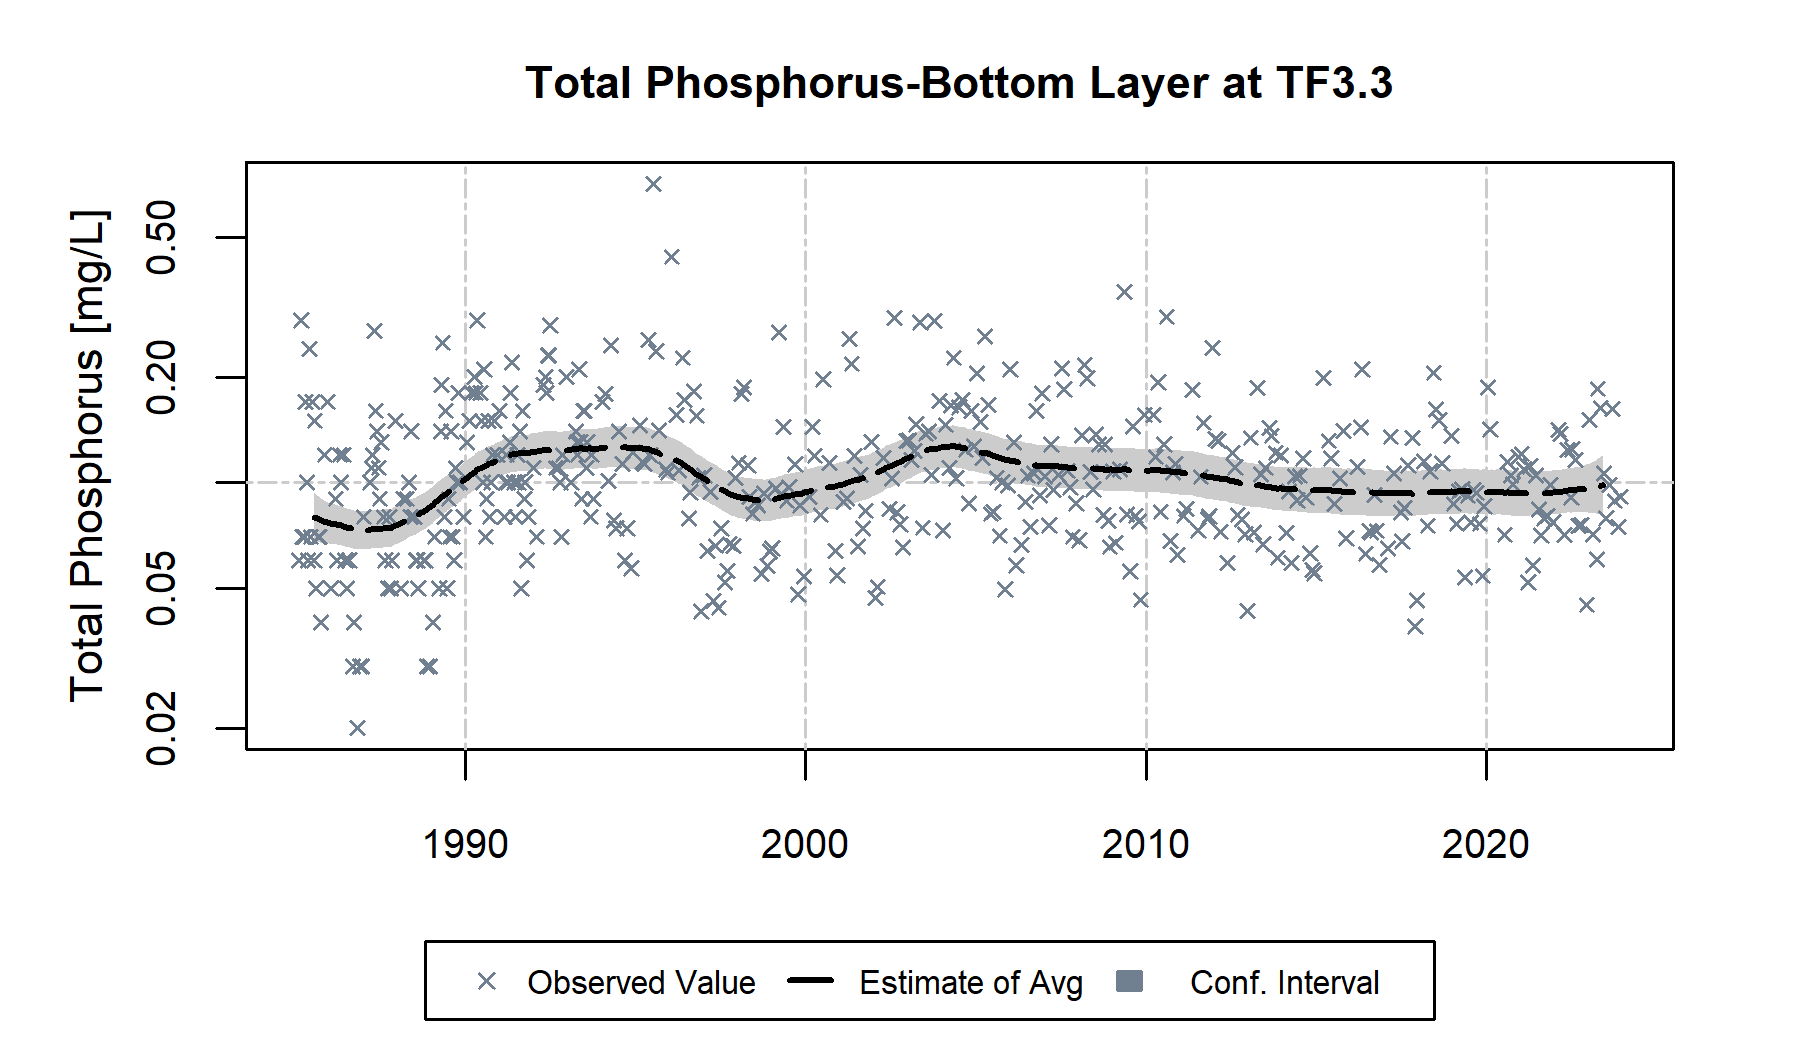 Total Phosphorus-Bottom Layer at TF3.3
Total Phosphorus [mg/L]
0.50
0.20
0.05
0.02
1990 2000 2010 2020
Observed Value Estimate of Avg Conf. Interval